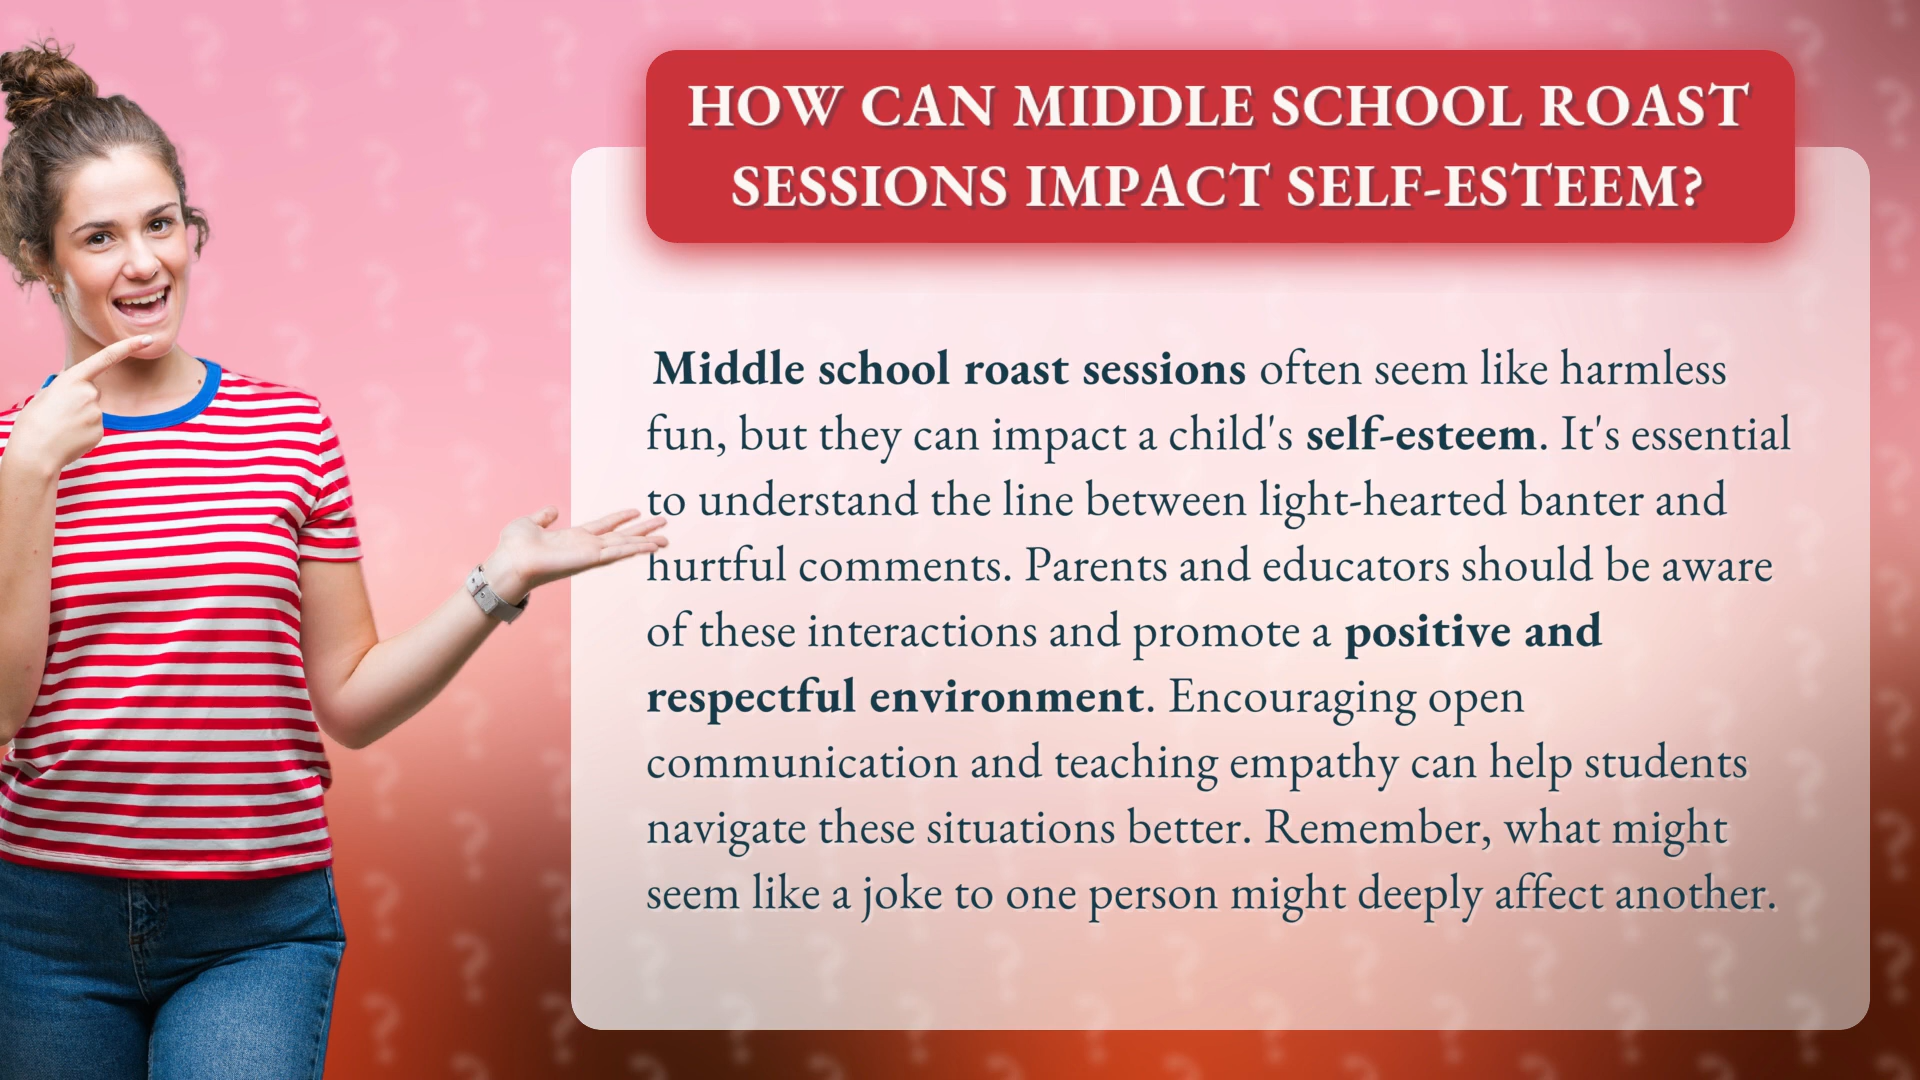 HOW CAN MIDDLE SCHOOL ROAST
SESSIONS IMPACT SELF-ESTEEM?
Middle school roast sessions often seem like harmless
fun, but they can impact a child's self-esteem. It's essential
to understand the line between light-hearted banter and
hurtful comments. Parents and educators should be aware
of these interactions and promote a positive and
respectful environment. Encouraging open
communication and teaching empathy can help students
navigate these situations better. Remember, what might
seem like a joke to one person might deeply affect another.